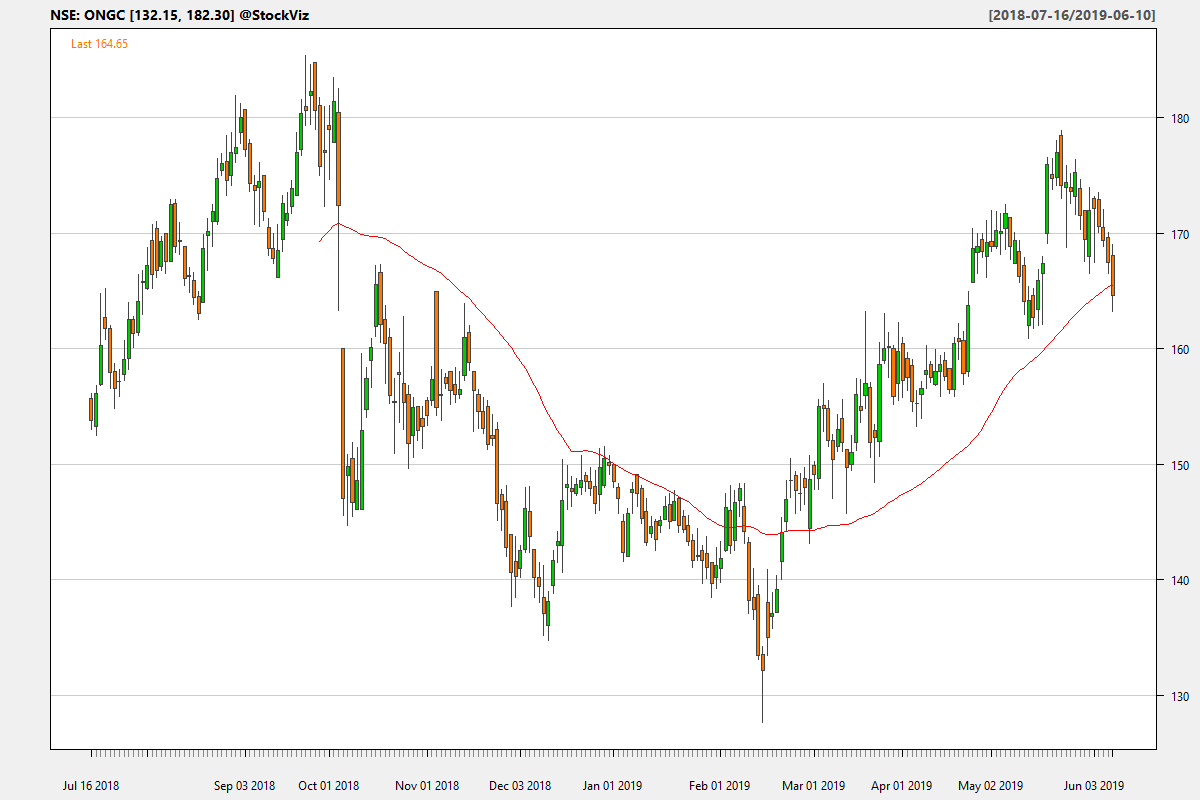 NSE: ONGC [132.15, 182.30] @StockViz [2018-07-16/2019-06-10]
Last 164.65
180
170
160
150
140
130
Jul 16 2018 Sep 03 2018 Oct 01 2018 Nov 01 2018 Dec 03 2018 Jan 01 2019 Feb 01 2019 Mar 01 2019 Apr 01 2019 May 02 2019 Jun 03 2019